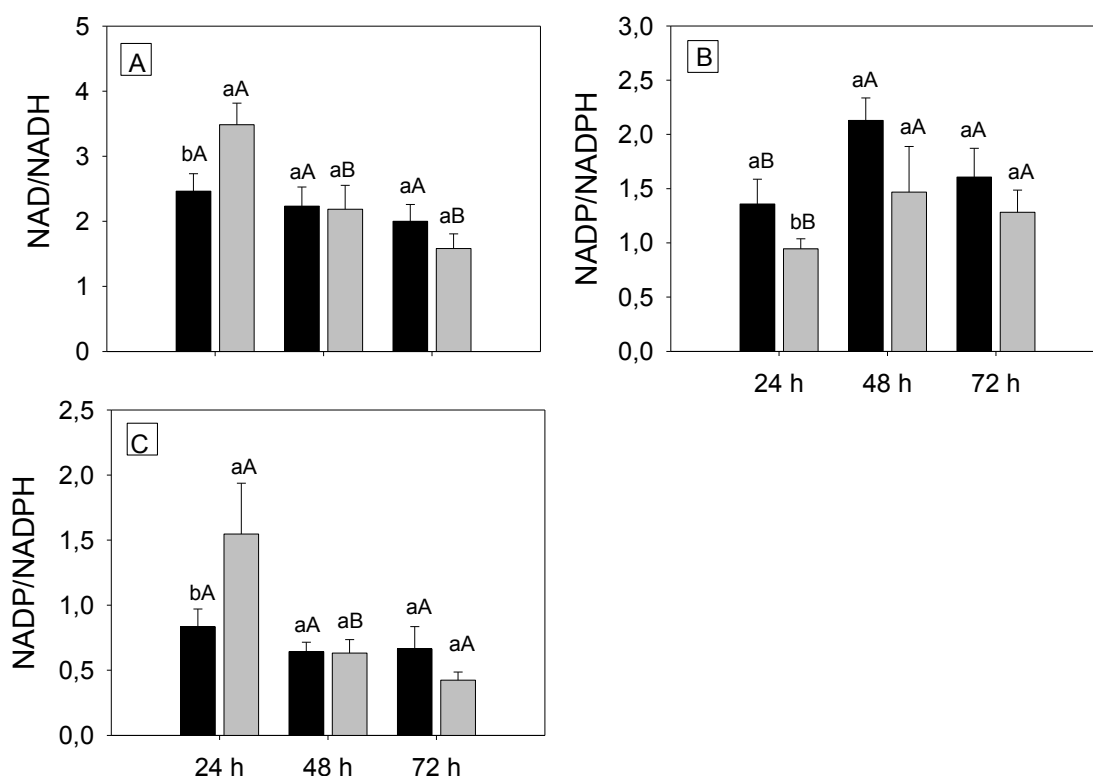 5
4
3
2
1
0
NAD/NADH
A
bA
aA
aA
aB
aA
aB
3,0
2,5
2,0
1,5
1,0
0,5
0,0
NADP/NADPH
B
aB
bB
aA
aA
aA
aA
24 h 48 h 72 h
2,5
2,0
1,5
1,0
0,5
0,0
NADP/NADPH
C
bA
aA
aA
aB
aA
aA
24 h 48 h 72 h